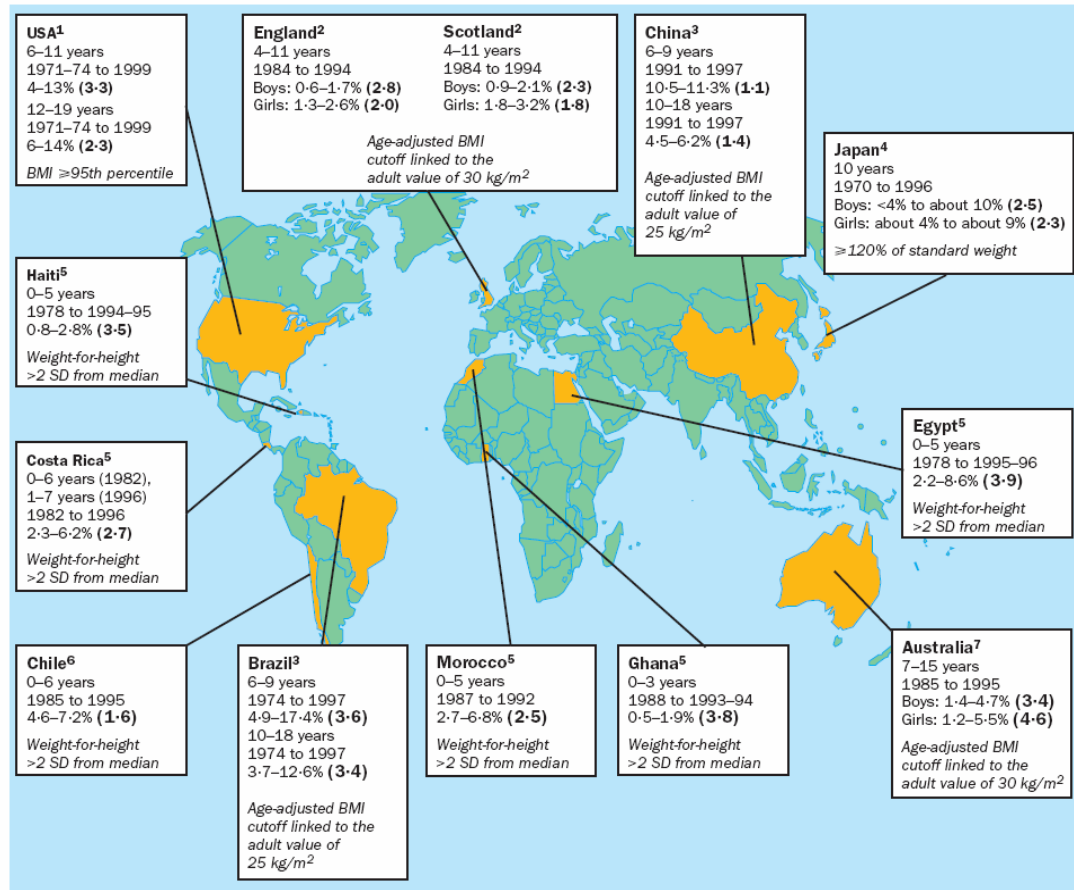 USA¹
6–11 years
1971–74 to 1999
4–13% (3·3)
12–19 years
1971–74 to 1999
6–14% (2·3)
BMI ⩾95th percentile
England²
4–11 years
1984 to 1994
Boys: 0·6–1·7% (2·8)
Girls: 1·3–2·6% (2·0)
Scotland²
4–11 years
1984 to 1994
Boys: 0·9–2·1% (2·3)
Girls: 1·8–3·2% (1·8)
Age-adjusted BMI
cutoff linked to the
adult value of 30 kg/m²
China³
6–9 years
1991 to 1997
10·5–11·3% (1·1)
10–18 years
1991 to 1997
4·5–6·2% (1·4)
Age-adjusted BMI
cutoff linked to the
adult value of
25 kg/m²
Japan⁴
10 years
1970 to 1996
Boys: <4% to about 10% (2·5)
Girls: about 4% to about 9% (2·3)
⩾120% of standard weight
Haiti⁵
0–5 years
1978 to 1994–95
0·8–2·8% (3·5)
Weight-for-height
>2 SD from median
Costa Rica⁵
0–6 years (1982),
1–7 years (1996)
1982 to 1996
2·3–6·2% (2·7)
Weight-for-height
>2 SD from median
Egypt⁵
0–5 years
1978 to 1995–96
2·2–8·6% (3·9)
Weight-for-height
>2 SD from median
Chile⁶
0–6 years
1985 to 1995
4·6–7·2% (1·6)
Weight-for-height
>2 SD from median
Brazil³
6–9 years
1974 to 1997
4·9–17·4% (3·6)
10–18 years
1974 to 1997
3·7–12·6% (3·4)
Age-adjusted BMI
cutoff linked to the
adult value of
25 kg/m²
Morocco⁵
0–5 years
1987 to 1992
2·7–6·8% (2·5)
Weight-for-height
>2 SD from median
Ghana⁵
0–3 years
1988 to 1993–94
0·5–1·9% (3·8)
Weight-for-height
>2 SD from median
Australia⁷
7–15 years
1985 to 1995
Boys: 1·4–4·7% (3·4)
Girls: 1·2–5·5% (4·6)
Age-adjusted BMI
cutoff linked to the
adult value of 30 kg/m²